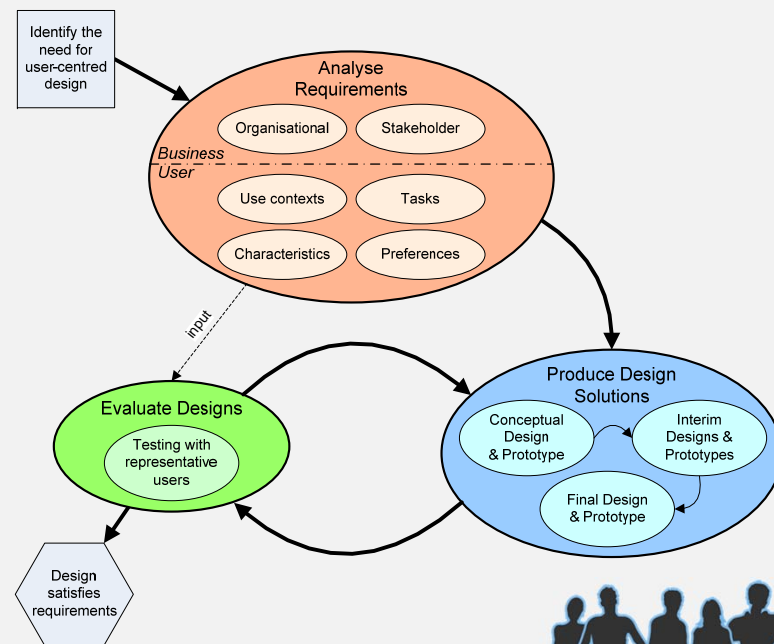 Identify the
need for
user-centred
design
Analyse
Requirements
Organisational
Stakeholder
Business
User
Use contexts
Tasks
Characteristics
Preferences
input
Evaluate Designs
Testing with
representative
users
Produce Design
Solutions
Conceptual
Design
& Prototype
Interim
Designs &
Prototypes
Final Design
& Prototype
Design
satisfies
requirements